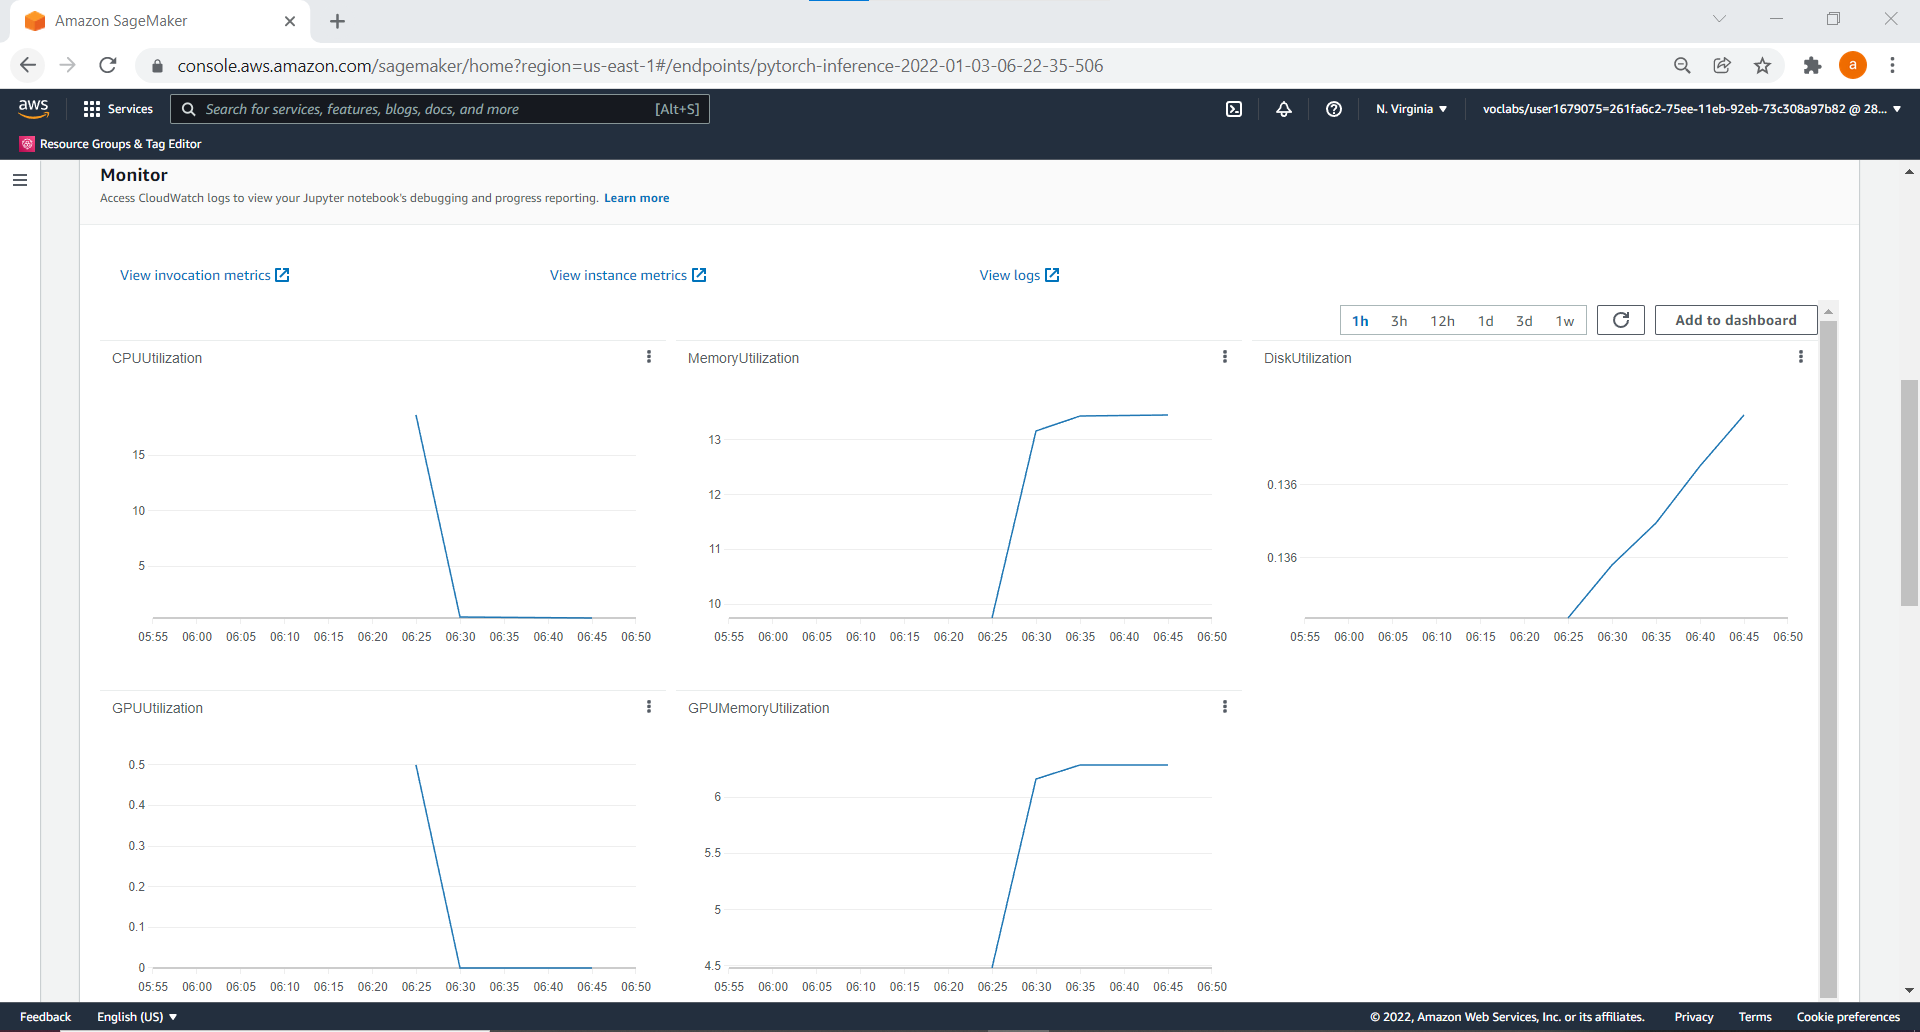 Amazon SageMaker
console.aws.amazon.com/sagemaker/home?region=us-east-1#/endpoints/pytorch-inference-2022-01-03-06-22-35-506
a
aws
Services
Search for services, features, blogs, docs, and more [Alt+S]
N. Virginia
voclabs/user1679075=261fa6c2-75ee-11eb-92eb-73c308a97b82 @ 28...
Resource Groups & Tag Editor
Monitor
Access CloudWatch logs to view your Jupyter notebook's debugging and progress reporting. Learn more
View invocation metrics
View instance metrics
View logs
1h 3h 12h 1d 3d 1w
Add to dashboard
CPUUtilization
15
10
5
05:55 06:00 06:05 06:10 06:15 06:20 06:25 06:30 06:35 06:40 06:45 06:50
MemoryUtilization
13
12
11
10
05:55 06:00 06:05 06:10 06:15 06:20 06:25 06:30 06:35 06:40 06:45 06:50
DiskUtilization
0.136
0.136
05:55 06:00 06:05 06:10 06:15 06:20 06:25 06:30 06:35 06:40 06:45 06:50
GPUUtilization
0.5
0.4
0.3
0.2
0.1
0
05:55 06:00 06:05 06:10 06:15 06:20 06:25 06:30 06:35 06:40 06:45 06:50
GPUMemoryUtilization
6
5.5
5
4.5
05:55 06:00 06:05 06:10 06:15 06:20 06:25 06:30 06:35 06:40 06:45 06:50
Feedback
English (US)
© 2022, Amazon Web Services, Inc. or its affiliates.
Privacy
Terms
Cookie preferences